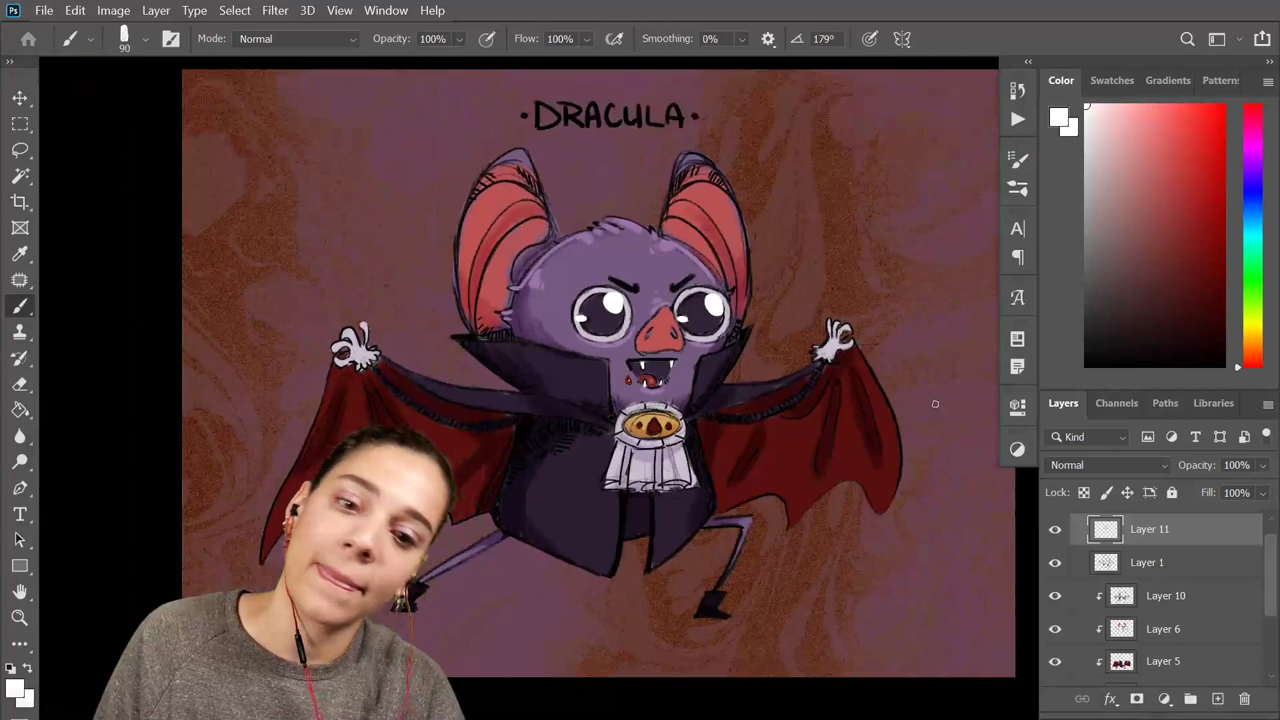 Ps File Edit Image Layer Type Select Filter 3D View Window Help
90 Mode: Normal Opacity: 100% Flow: 100% Smoothing: 0% 179°
Color Swatches Gradients Patterns
·DRACULA·
Layers Channels Paths Libraries
Kind
Normal Opacity: 100%
Lock: Fill: 100%
Layer 11
Layer 1
Layer 10
Layer 6
Layer 5